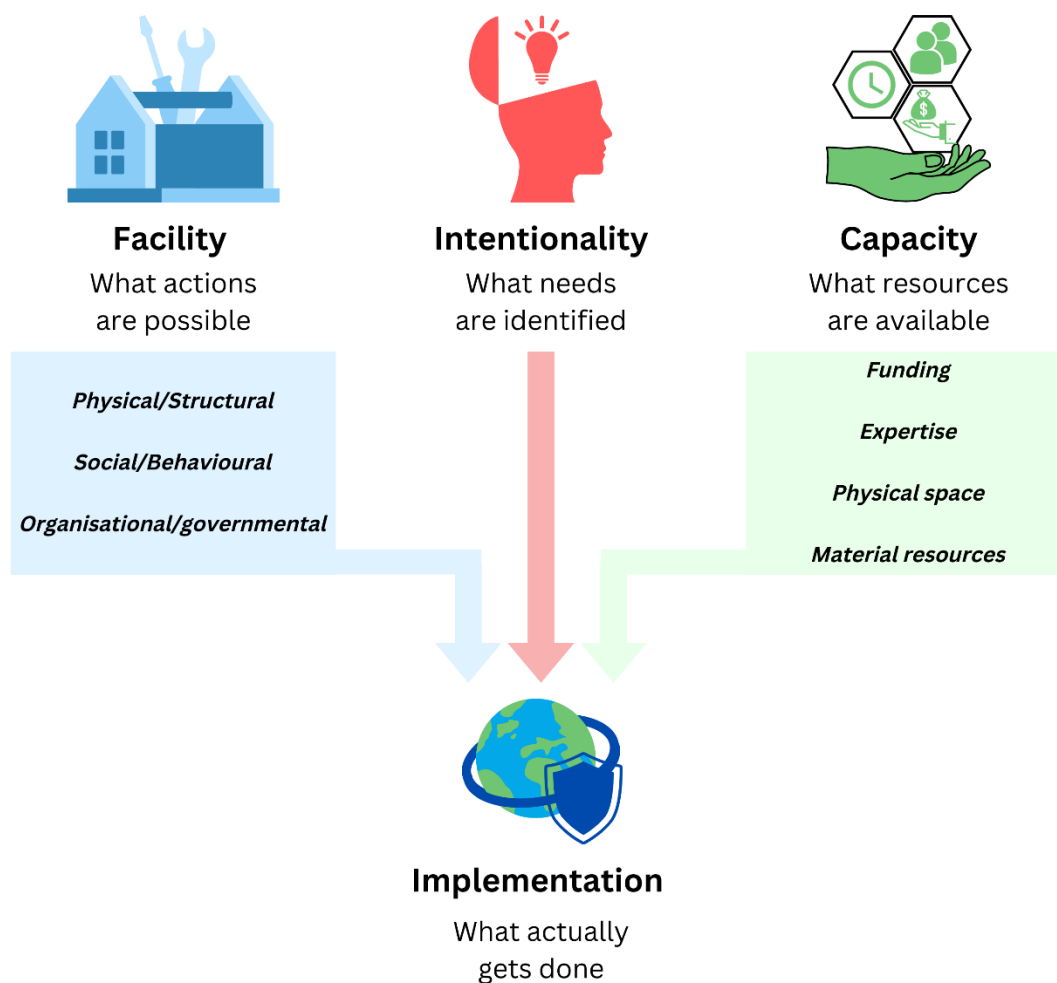 Facility
What actions
are possible
Physical/Structural
Social/Behavioural
Organisational/governmental
Intentionality
What needs
are identified
$
Capacity
What resources
are available
Funding
Expertise
Physical space
Material resources
Implementation
What actually
gets done